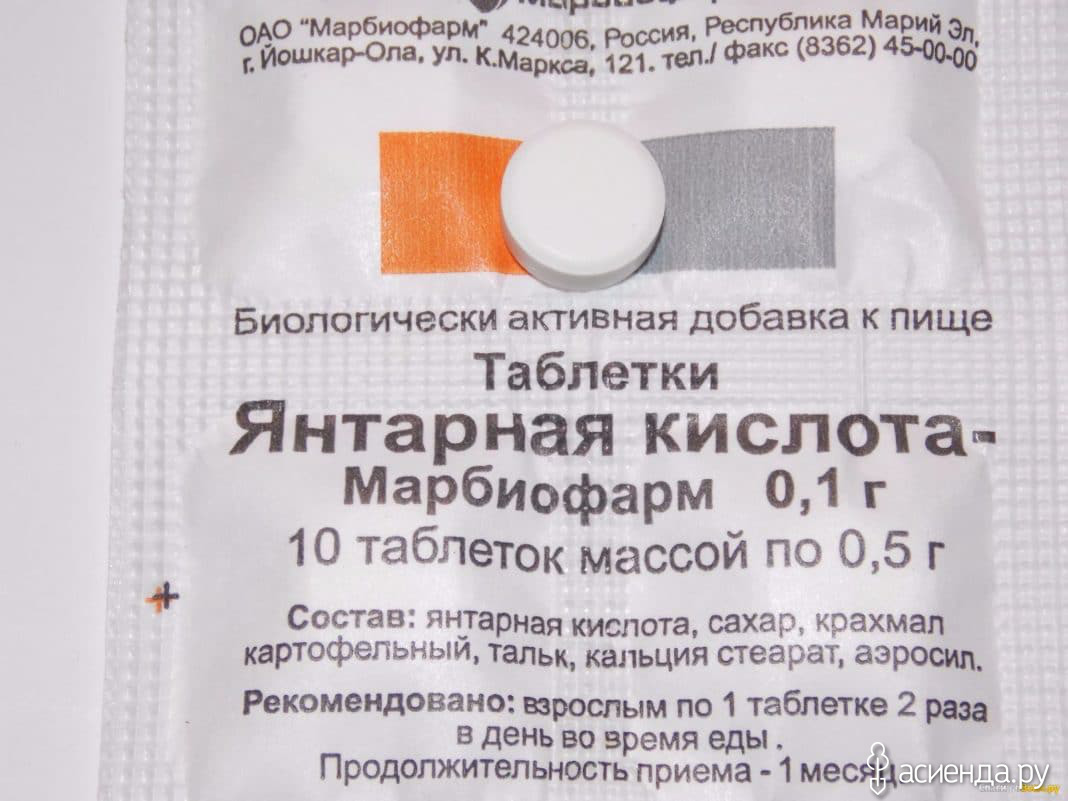 ОАО "Марбиофарм" 424006, Россия, Республика Марий Эл,
г. Йошкар-Ола, ул. К.Маркса, 121. тел./ факс (8362) 45-00-00
Биологически активная добавка к пище
Таблетки
Янтарная кислота-
Марбиофарм 0,1 г
10 таблеток массой по 0,5 г
Состав: янтарная кислота, сахар, крахмал
картофельный, тальк, кальция стеарат, аэросил.
Рекомендовано: взрослым по 1 таблетке 2 раза
в день во время еды.
Продолжительность приема - 1 месяц
асиенда.ру